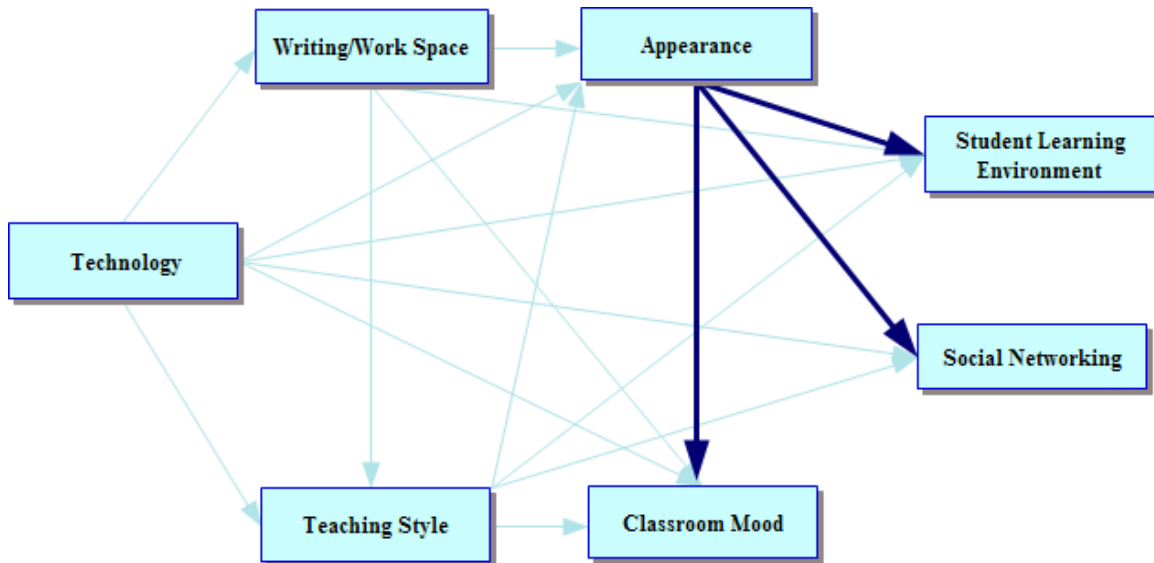 Writing/Work Space
Appearance
Student Learning
Environment
Technology
Social Networking
Teaching Style
Classroom Mood